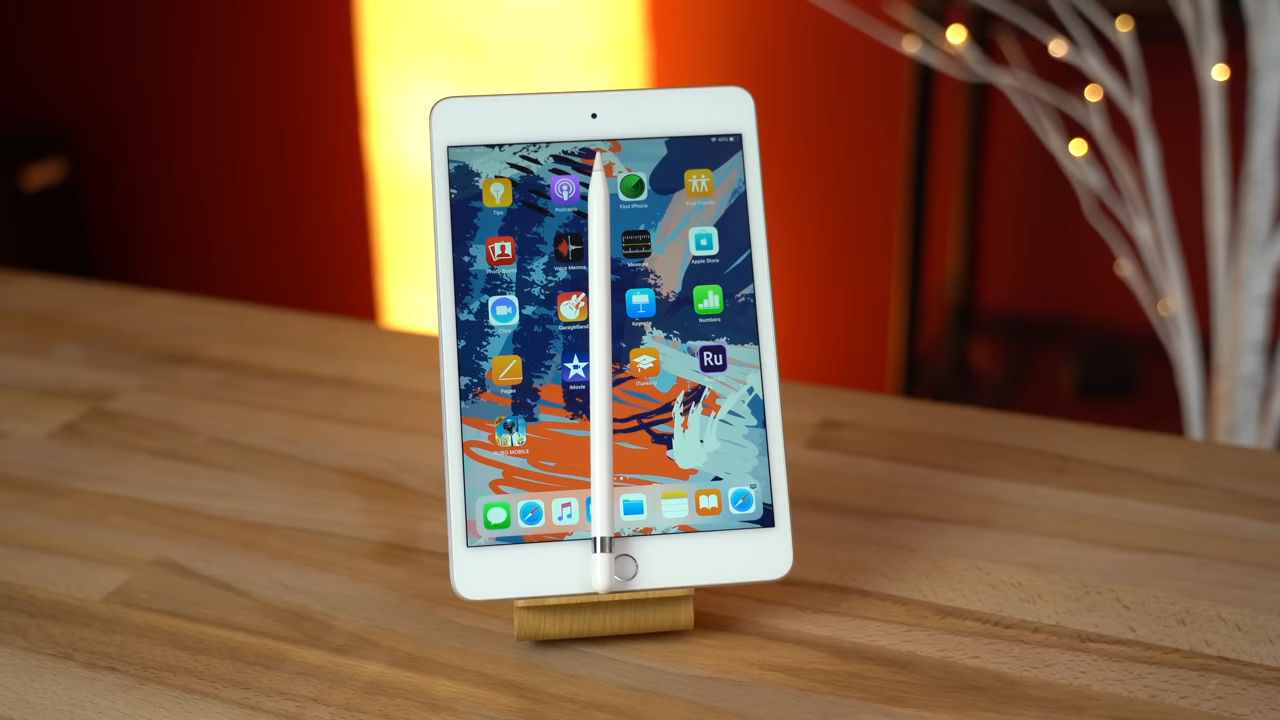 Tips
Podcasts
Find iPhone
Find Friends
Photo Booth
Voice Memos
Measure
Apple Store
Clips
GarageBand
Keynote
Numbers
Pages
iMovie
iTunes U
Ru
PUBG MOBILE